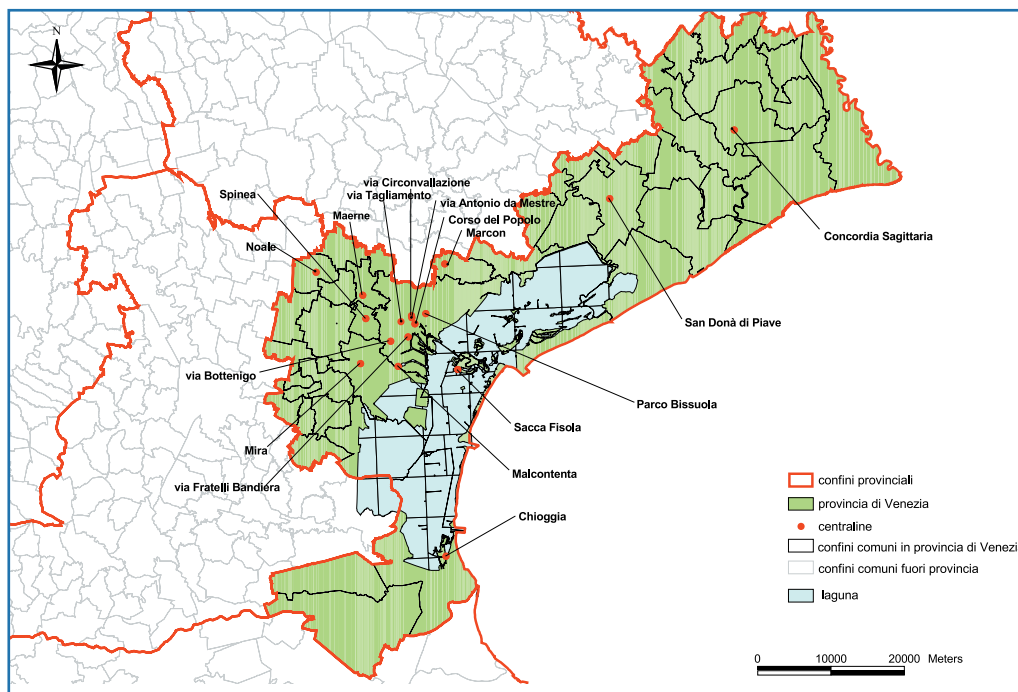 N
via Circonvallazione
via Tagliamento
Spinea
via Antonio da Mestre
Maerne
Corso del Popolo
Marcon
Noale
Concordia Sagittaria
San Donà di Piave
via Bottenigo
Parco Bissuola
Sacca Fisola
Mira
Malcontenta
via Fratelli Bandiera
Chioggia
confini provinciali
provincia di Venezia
centraline
confini comuni in provincia di Venezi
confini comuni fuori provincia
laguna
0 10000 20000 Meters